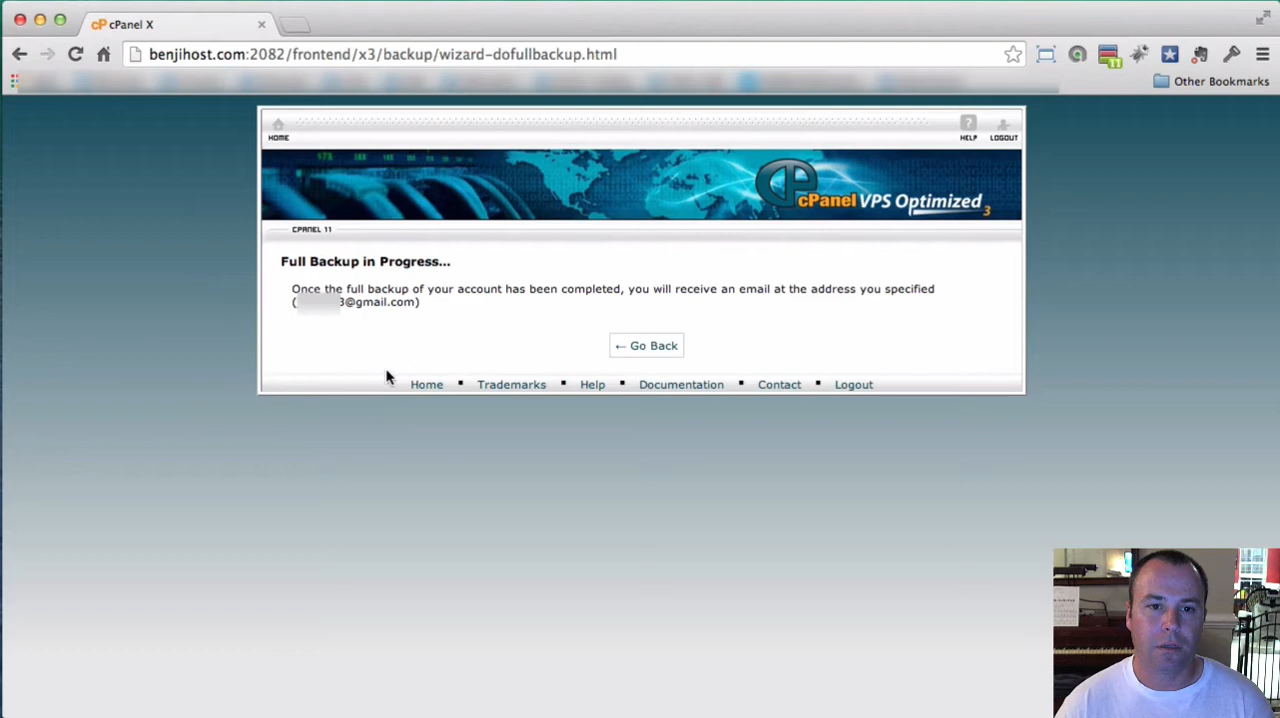 cPanel X
benjihost.com:2082/frontend/x3/backup/wizard-dofullbackup.html
11
Other Bookmarks
HOME
HELP
LOGOUT
cPanel VPS Optimized 3
CPANEL 11
Full Backup in Progress...
Once the full backup of your account has been completed, you will receive an email at the address you specified
( 3@gmail.com)
← Go Back
Home ▪ Trademarks ▪ Help ▪ Documentation ▪ Contact ▪ Logout